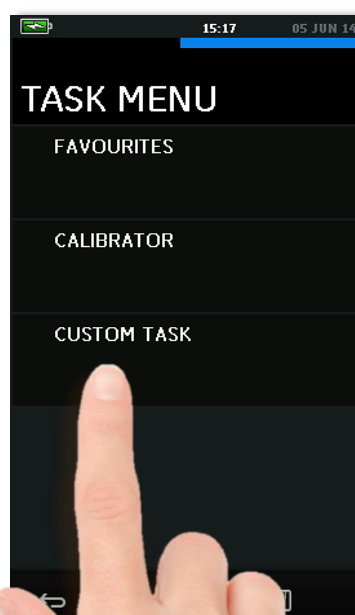 15:17 05 JUN 14
TASK MENU
FAVOURITES
CALIBRATOR
CUSTOM TASK